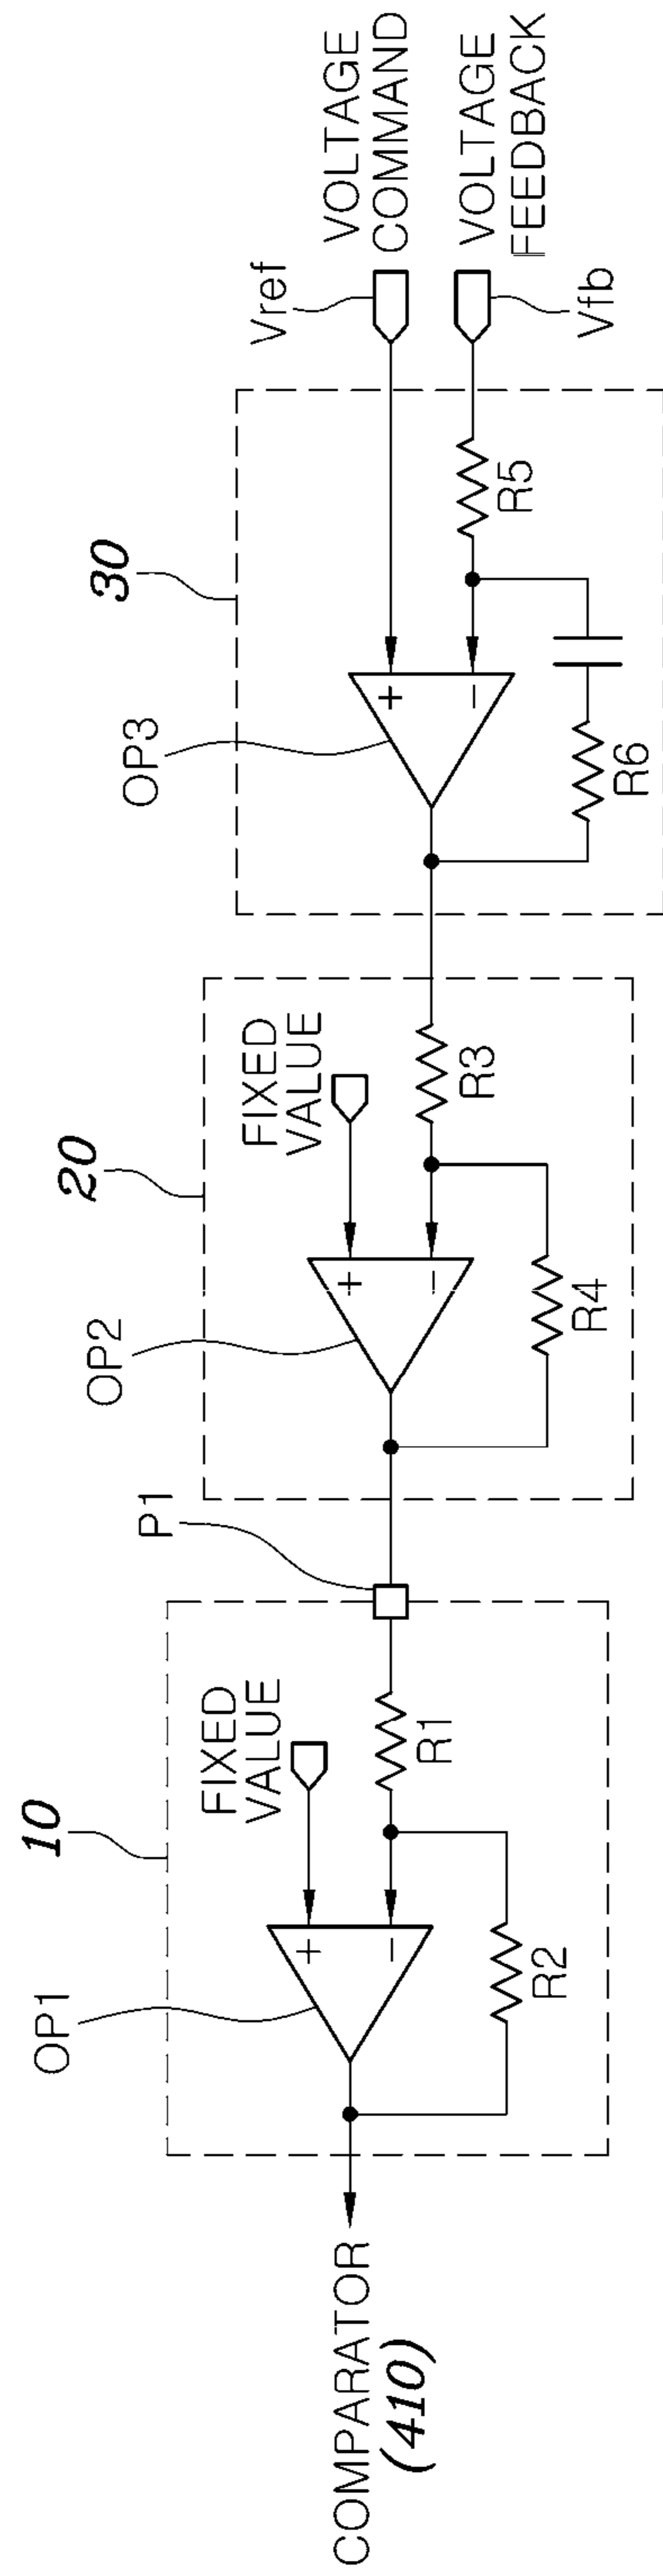 COMPARATOR
(410)
OP1
10
FIXED
VALUE
R1
R2
P1
OP2
20
FIXED
VALUE
R3
R4
OP3
30
R5
R6
Vref
VOLTAGE
COMMAND
VOLTAGE
FEEDBACK
Vfb
+
−
+
−
+
−